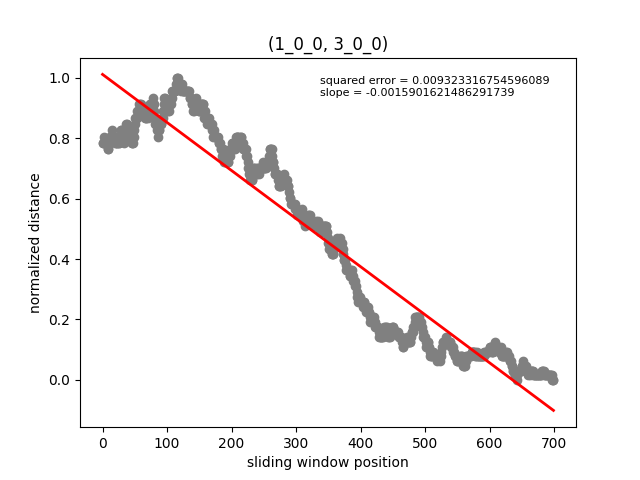 (1_0_0, 3_0_0)
squared error = 0.009323316754596089
slope = -0.0015901621486291739
1.0
0.8
0.6
0.4
0.2
0.0
normalized distance
0 100 200 300 400 500 600 700
sliding window position